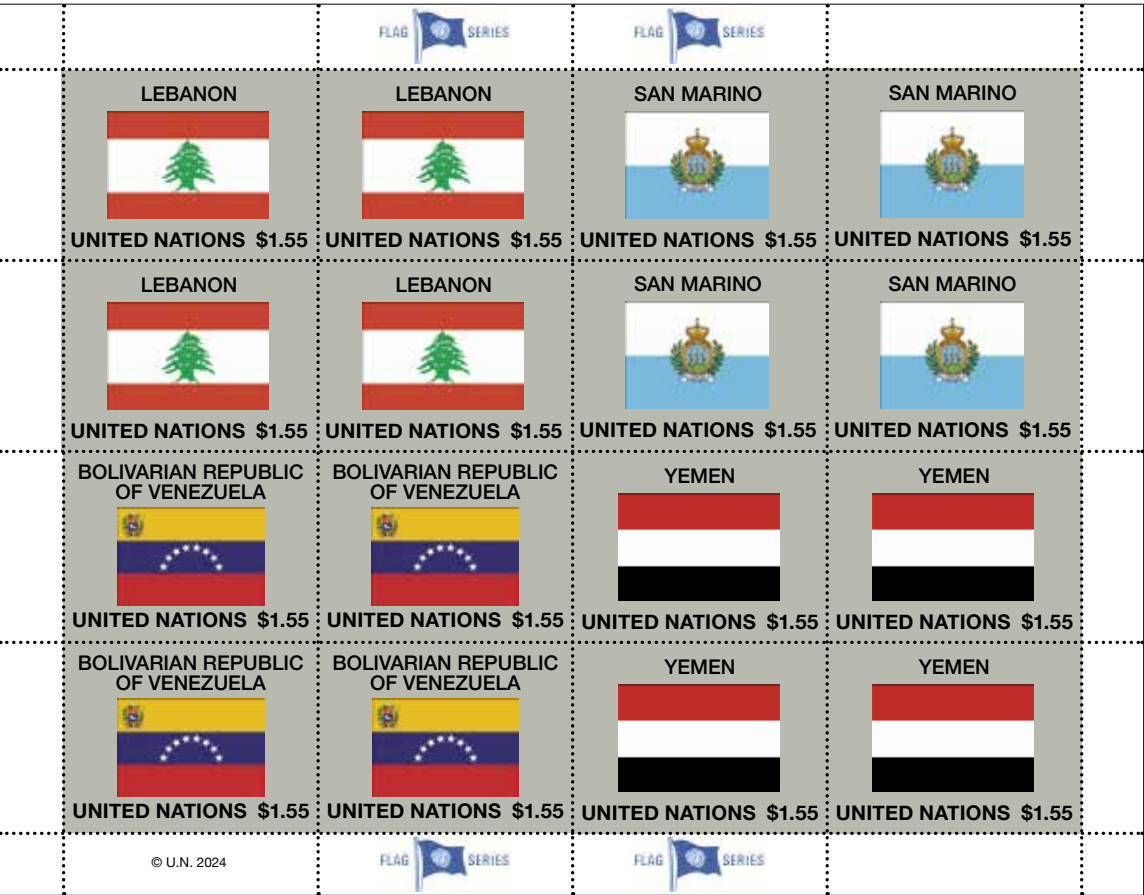 FLAG SERIES FLAG SERIES
LEBANON LEBANON SAN MARINO SAN MARINO
UNITED NATIONS $1.55 UNITED NATIONS $1.55 UNITED NATIONS $1.55 UNITED NATIONS $1.55
LEBANON LEBANON SAN MARINO SAN MARINO
UNITED NATIONS $1.55 UNITED NATIONS $1.55 UNITED NATIONS $1.55 UNITED NATIONS $1.55
BOLIVARIAN REPUBLIC BOLIVARIAN REPUBLIC YEMEN YEMEN
OF VENEZUELA OF VENEZUELA
UNITED NATIONS $1.55 UNITED NATIONS $1.55 UNITED NATIONS $1.55 UNITED NATIONS $1.55
BOLIVARIAN REPUBLIC BOLIVARIAN REPUBLIC YEMEN YEMEN
OF VENEZUELA OF VENEZUELA
UNITED NATIONS $1.55 UNITED NATIONS $1.55 UNITED NATIONS $1.55 UNITED NATIONS $1.55
© U.N. 2024 FLAG SERIES FLAG SERIES